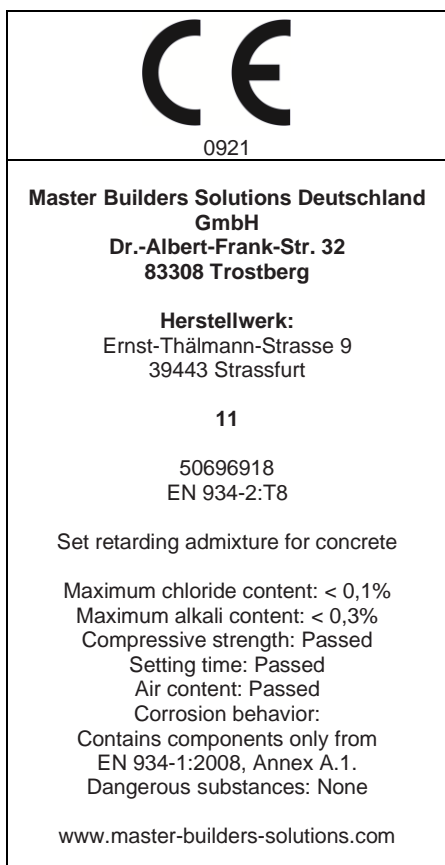 CE
0921
Master Builders Solutions Deutschland
GmbH
Dr.-Albert-Frank-Str. 32
83308 Trostberg
Herstellwerk:
Ernst-Thälmann-Strasse 9
39443 Strassfurt
11
50696918
EN 934-2:T8
Set retarding admixture for concrete
Maximum chloride content: < 0,1%
Maximum alkali content: < 0,3%
Compressive strength: Passed
Setting time: Passed
Air content: Passed
Corrosion behavior:
Contains components only from
EN 934-1:2008, Annex A.1.
Dangerous substances: None
www.master-builders-solutions.com